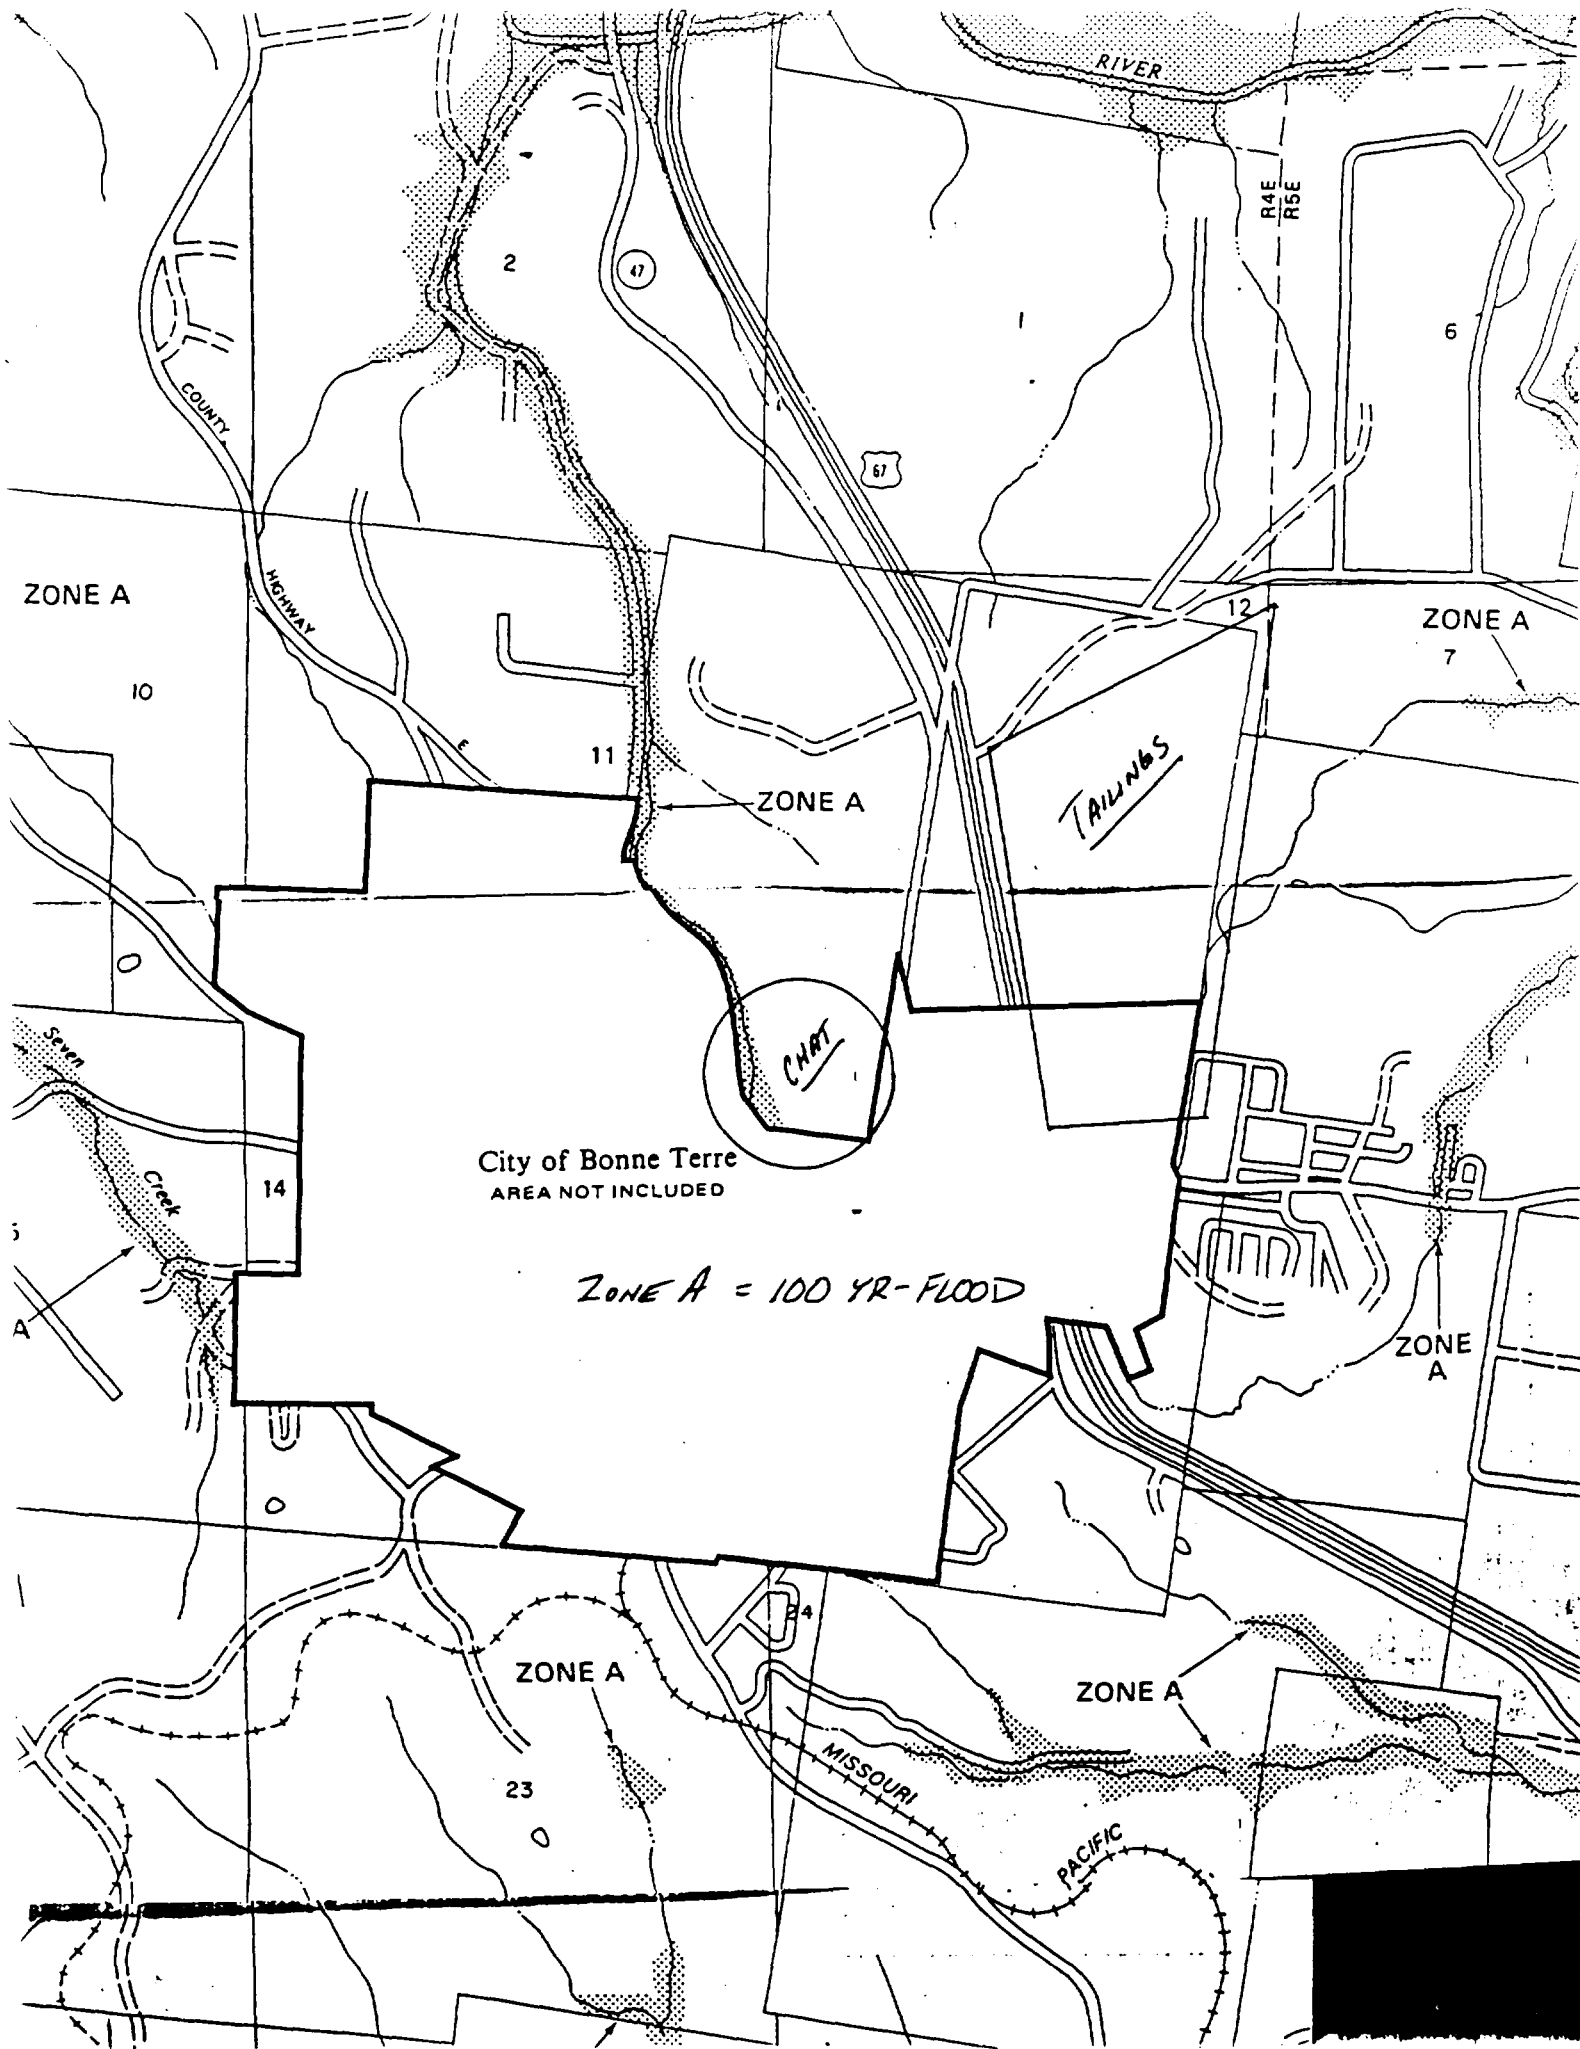 RIVER
R4E
R5E
2
47
1
6
COUNTY
67
ZONE A
HIGHWAY
12
ZONE A
7
10
E
11
ZONE A
TAILINGS
CHAT
Seven
Creek
14
City of Bonne Terre
AREA NOT INCLUDED
ZONE A = 100 YR-FLOOD
A
ZONE
A
24
ZONE A
ZONE A
23
MISSOURI
PACIFIC